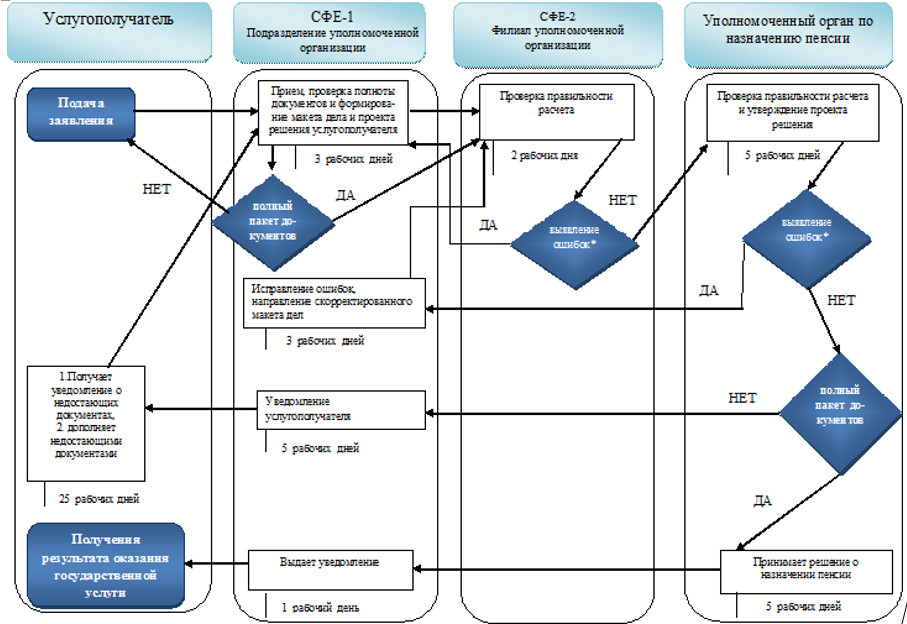 Услугополучатель
СФЕ-1
Подразделение уполномоченной
организации
СФЕ-2
Филиал уполномоченной
организации
Уполномоченный орган по
назначению пенсии
Подача
заявления
Прием, проверка полноты
документов и формирова-
ние макета дела и проекта
решения услугополучателя
3 рабочих дней
Проверка правильности
расчета
2 рабочих дня
Проверка правильности расчета
и утверждение проекта
решения
5 рабочих дней
НЕТ
полный
пакет до-
кументов
ДА
ДА
выявление
ошибок*
НЕТ
выявление
ошибок*
ДА
НЕТ
Исправление ошибок,
направление скорректированного
макета дел
3 рабочих дней
1.Получает
уведомление о
недостающих
документах,
2. дополняет
недостающими
документами
25 рабочих дней
Уведомление
услугополучателя
5 рабочих дней
НЕТ
полный
пакет до-
кументов
ДА
Получения
результата оказания
государственной
услуги
Выдает уведомление
1 рабочий день
Принимает решение о
назначении пенсии
5 рабочих дней